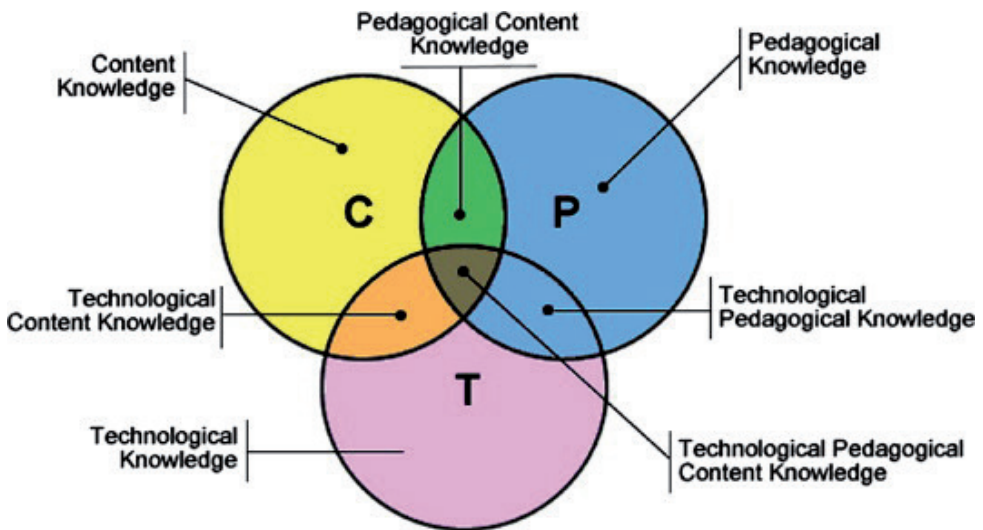 Pedagogical Content
Knowledge
Content
Knowledge
Pedagogical
Knowledge
C
P
Technological
Content Knowledge
Technological
Pedagogical Knowledge
T
Technological
Knowledge
Technological Pedagogical
Content Knowledge